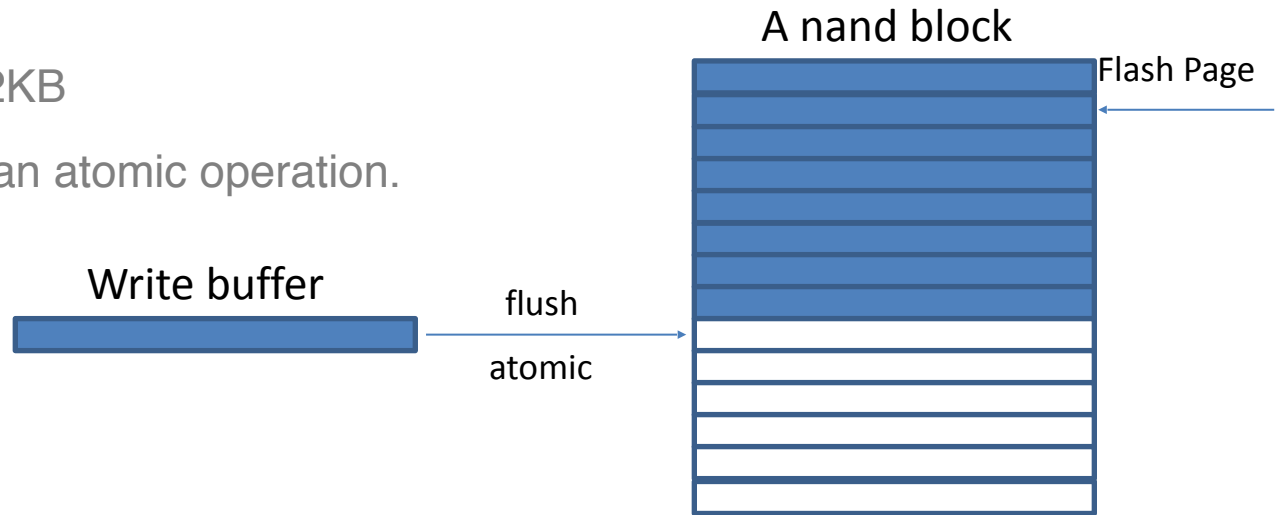 A nand block
2KB
Flash Page
an atomic operation.
Write buffer
flush
atomic